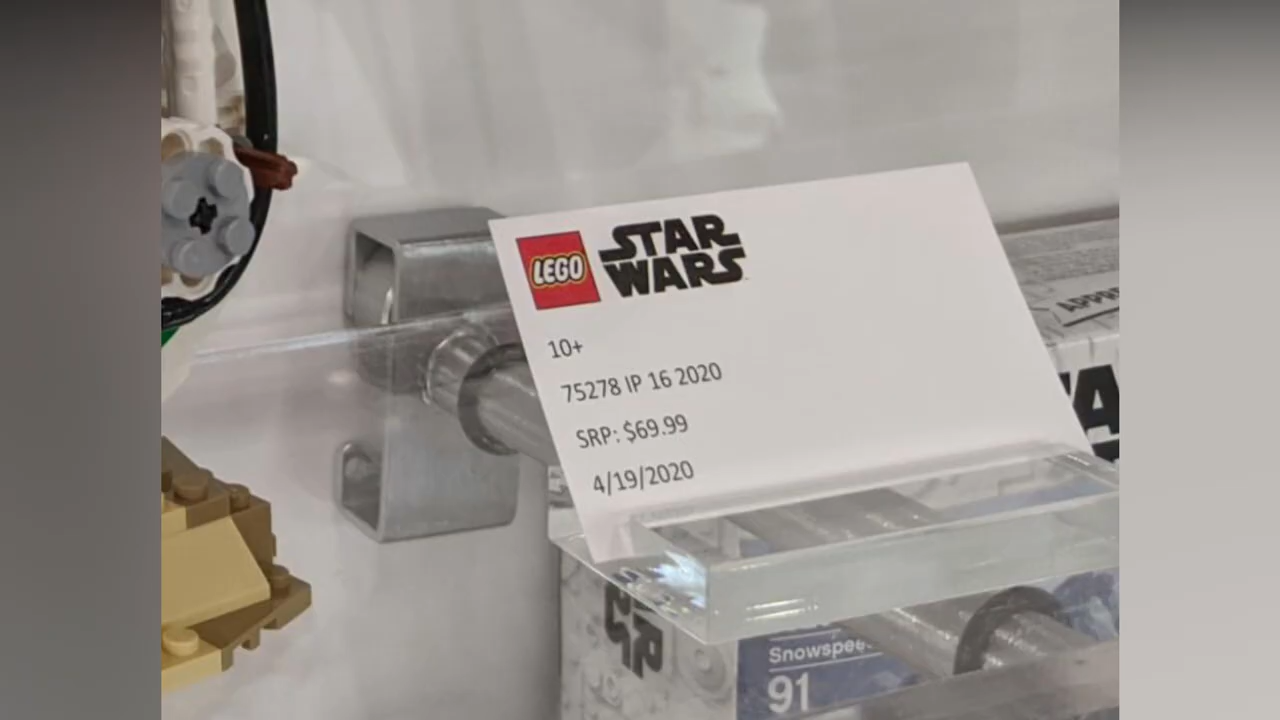 LEGO
STAR
WARS
10+
75278 IP 16 2020
SRP: $69.99
4/19/2020
Snowspee
91